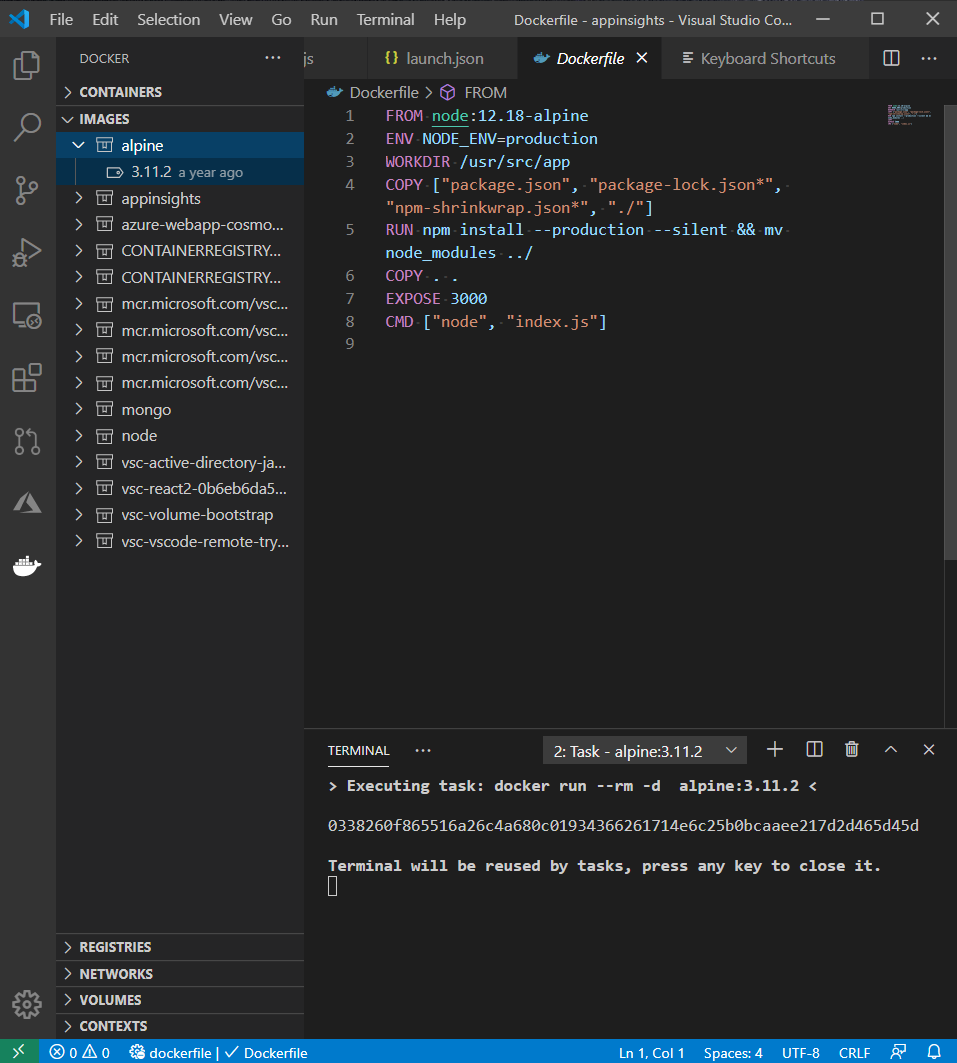 File Edit Selection View Go Run Terminal Help Dockerfile - appinsights - Visual Studio Co...
DOCKER ...
CONTAINERS
IMAGES
alpine
3.11.2 a year ago
appinsights
azure-webapp-cosmo...
CONTAINERREGISTRY...
CONTAINERREGISTRY...
mcr.microsoft.com/vsc...
mcr.microsoft.com/vsc...
mcr.microsoft.com/vsc...
mcr.microsoft.com/vsc...
mongo
node
vsc-active-directory-ja...
vsc-react2-0b6eb6da5...
vsc-volume-bootstrap
vsc-vscode-remote-try...
REGISTRIES
NETWORKS
VOLUMES
CONTEXTS
js {} launch.json Dockerfile Keyboard Shortcuts ...
Dockerfile > FROM
1 FROM node:12.18-alpine
2 ENV NODE_ENV=production
3 WORKDIR /usr/src/app
4 COPY ["package.json", "package-lock.json*",
"npm-shrinkwrap.json*", "./"]
5 RUN npm install --production --silent && mv
node_modules ../
6 COPY . .
7 EXPOSE 3000
8 CMD ["node", "index.js"]
9
TERMINAL ... 2: Task - alpine:3.11.2
> Executing task: docker run --rm -d  alpine:3.11.2 <
0338260f865516a26c4a680c01934366261714e6c25b0bcaaee217d2d465d45d
Terminal will be reused by tasks, press any key to close it.
0 0 dockerfile | Dockerfile Ln 1, Col 1 Spaces: 4 UTF-8 CRLF